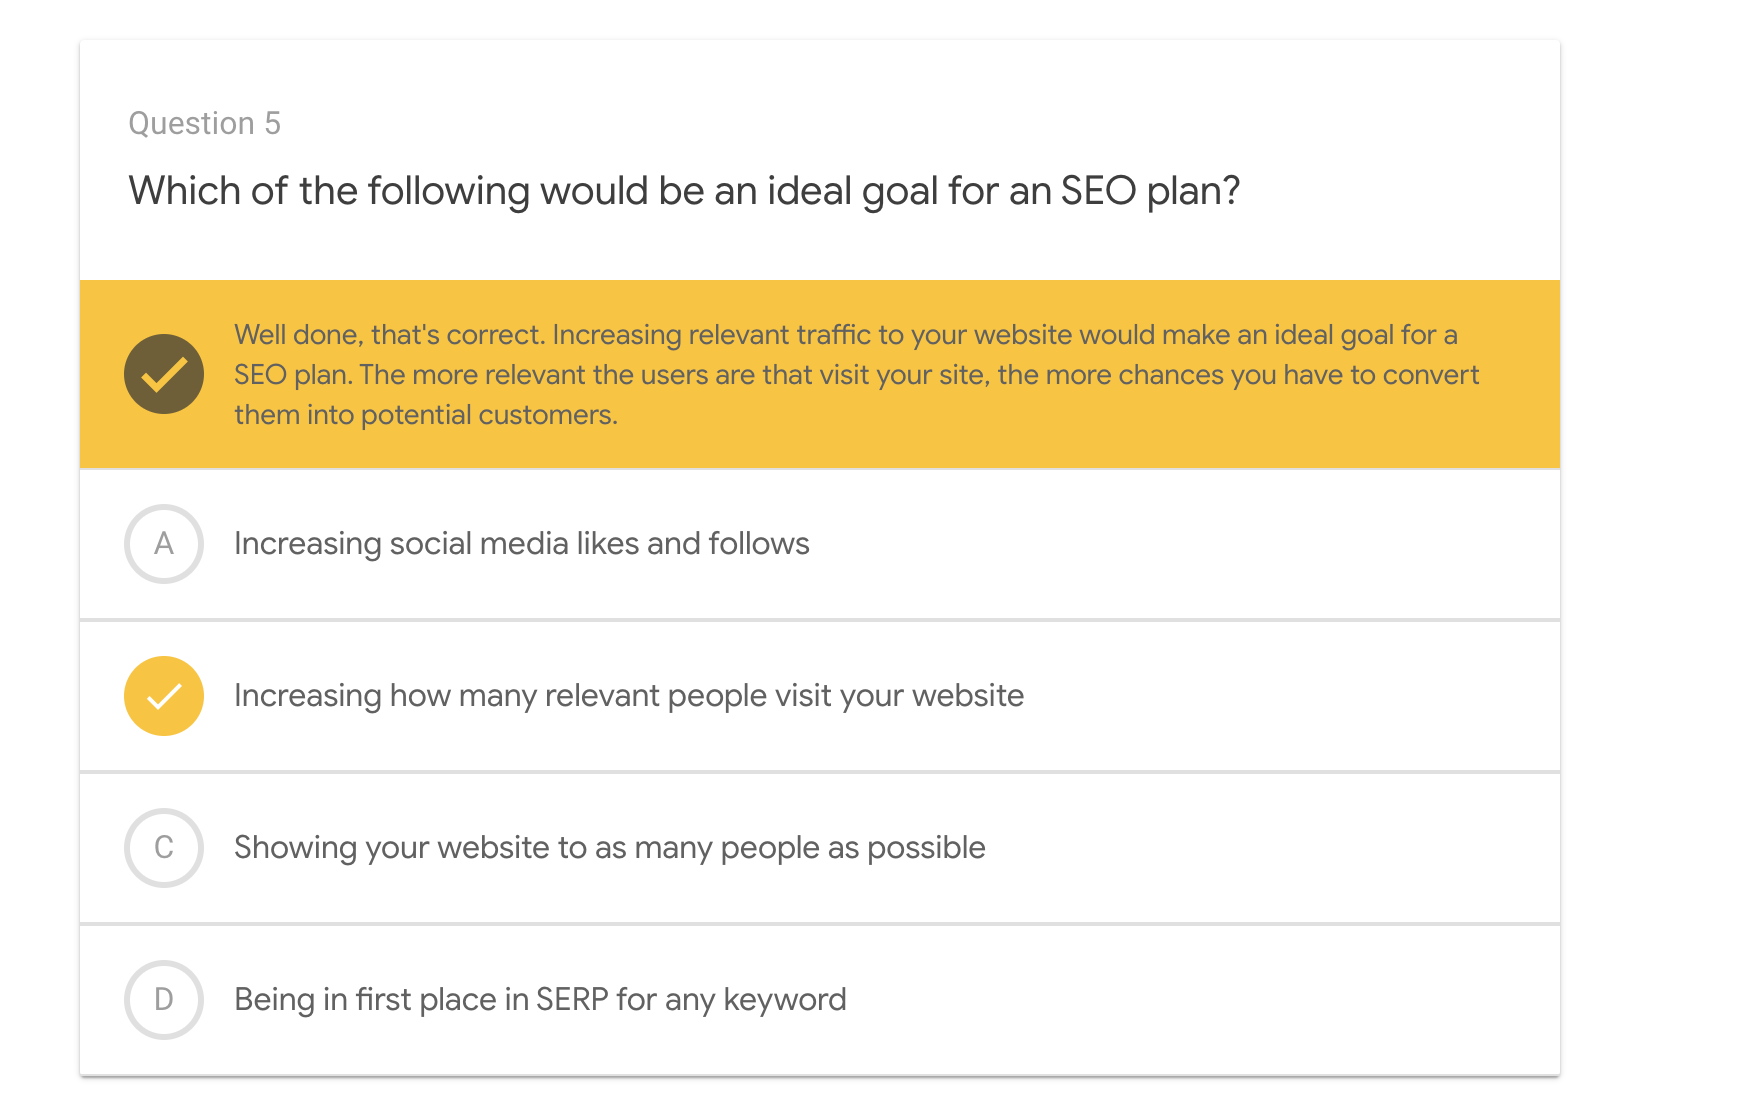 Question 5
Which of the following would be an ideal goal for an SEO plan?
Well done, that's correct. Increasing relevant traffic to your website would make an ideal goal for a
SEO plan. The more relevant the users are that visit your site, the more chances you have to convert
them into potential customers.
A Increasing social media likes and follows
Increasing how many relevant people visit your website
C Showing your website to as many people as possible
D Being in first place in SERP for any keyword